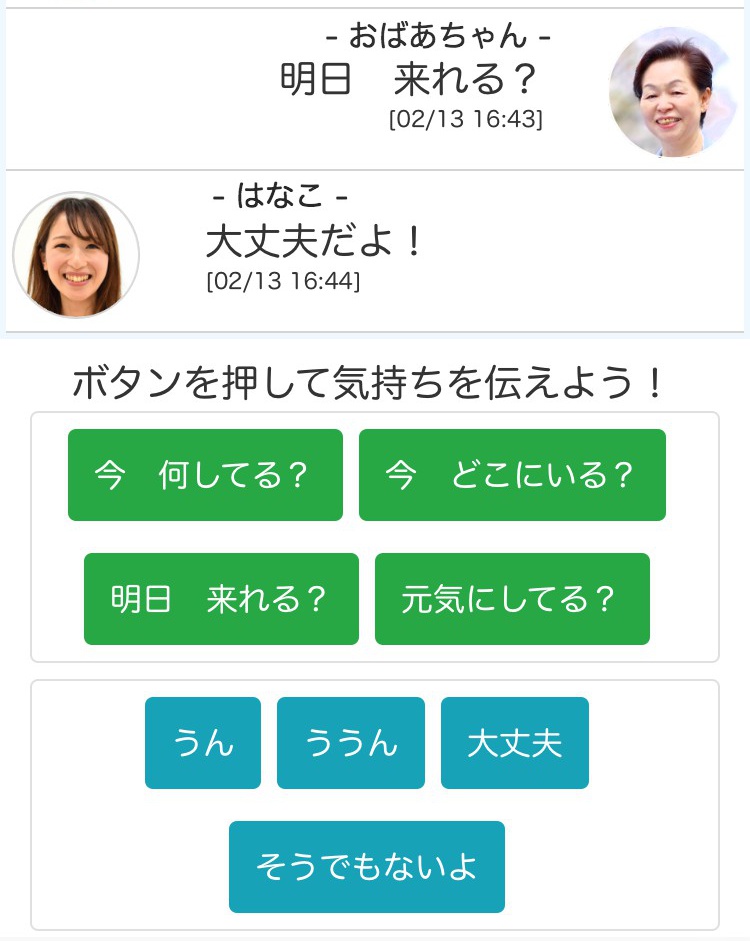 - おばあちゃん -
明日　来れる？
[02/13 16:43]
- はなこ -
大丈夫だよ！
[02/13 16:44]
ボタンを押して気持ちを伝えよう！
今　何してる？
今　どこにいる？
明日　来れる？
元気にしてる？
うん
ううん
大丈夫
そうでもないよ